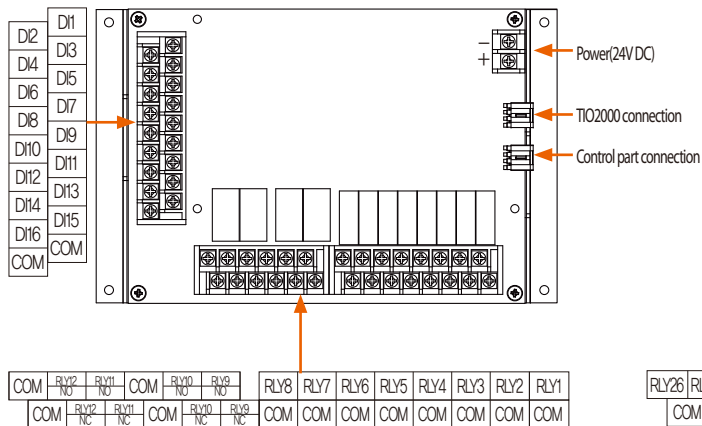 DI1
DI2
DI3
DI4
DI5
DI6
DI7
DI8
DI9
DI10
DI11
DI12
DI13
DI14
DI15
DI16
COM
COM
−
+
Power(24V DC)
TIO2000 connection
Control part connection
COM RLY12 NO RLY11 NO COM RLY10 NO RLY9 NO RLY8 RLY7 RLY6 RLY5 RLY4 RLY3 RLY2 RLY1
COM RLY12 NC RLY11 NC COM RLY10 NC RLY9 NC COM COM COM COM COM COM COM COM
RLY26
COM